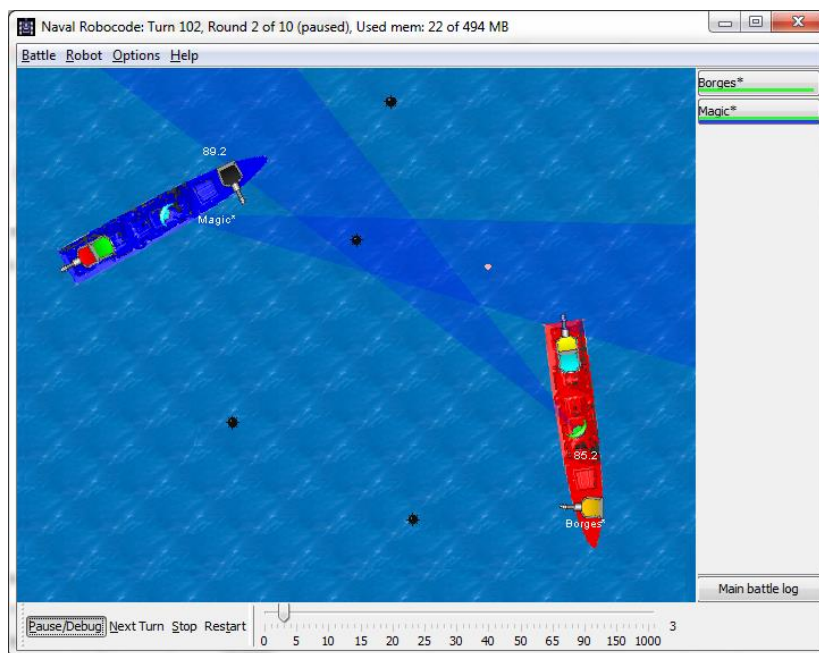 Naval Robocode: Turn 102, Round 2 of 10 (paused), Used mem: 22 of 494 MB
Battle Robot Options Help
Borges*
Magic*
89.2
Magic*
85.2
Borges*
Main battle log
Pause/Debug Next Turn Stop Restart
3
0 5 10 15 20 25 30 40 50 65 90 150 1000